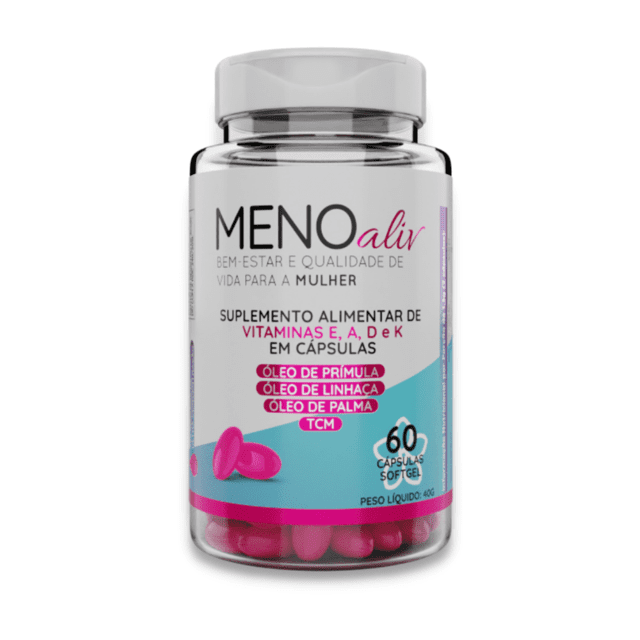 MENOaliv
BEM-ESTAR E QUALIDADE DE
VIDA PARA A MULHER
SUPLEMENTO ALIMENTAR DE
VITAMINAS E, A, D e K
EM CÁPSULAS
ÓLEO DE PRÍMULA
ÓLEO DE LINHAÇA
ÓLEO DE PALMA
TCM
60
CÁPSULAS
SOFTGEL
PESO LÍQUIDO: 40G